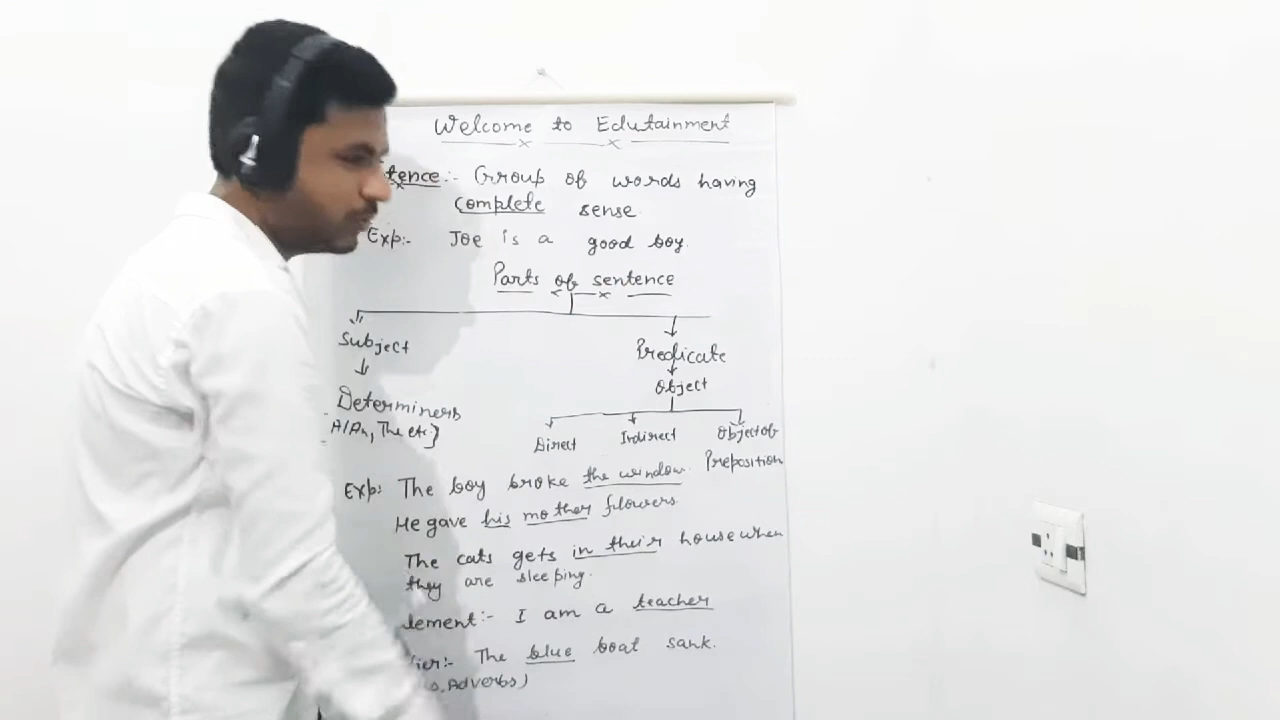 Welcome to Edutainment
tence:- Group of words having
complete sense.
Exp:- Joe is a good boy.
Parts of sentence
Subject
Predicate
Object
Determiners
A/An, The etc.}
Direct
Indirect
Object of
Preposition
Exp: The boy broke the window.
He gave his mother flowers.
The cats gets in their house when
they are sleeping.
lement:- I am a teacher
fier:- The blue boat sank.
s, Adverbs)